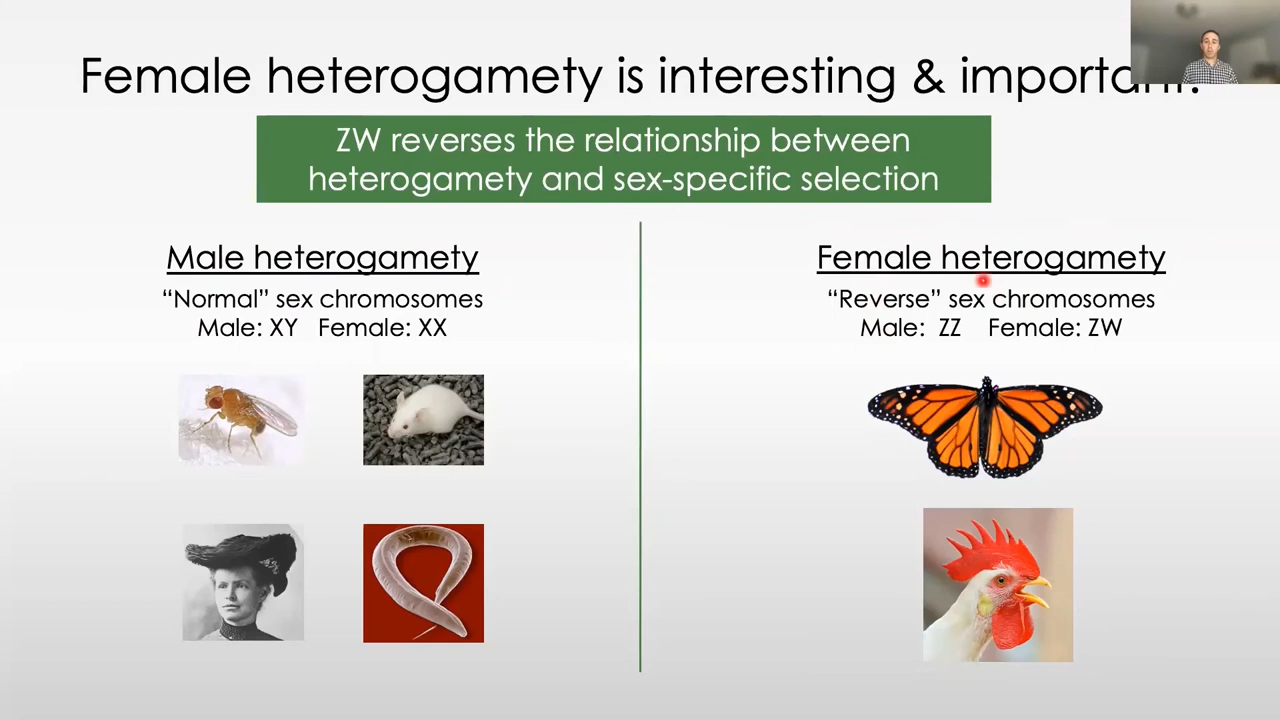 Female heterogamety is interesting & important!
ZW reverses the relationship between
heterogamety and sex-specific selection
Male heterogamety
“Normal” sex chromosomes
Male: XY Female: XX
Female heterogamety
“Reverse” sex chromosomes
Male: ZZ Female: ZW